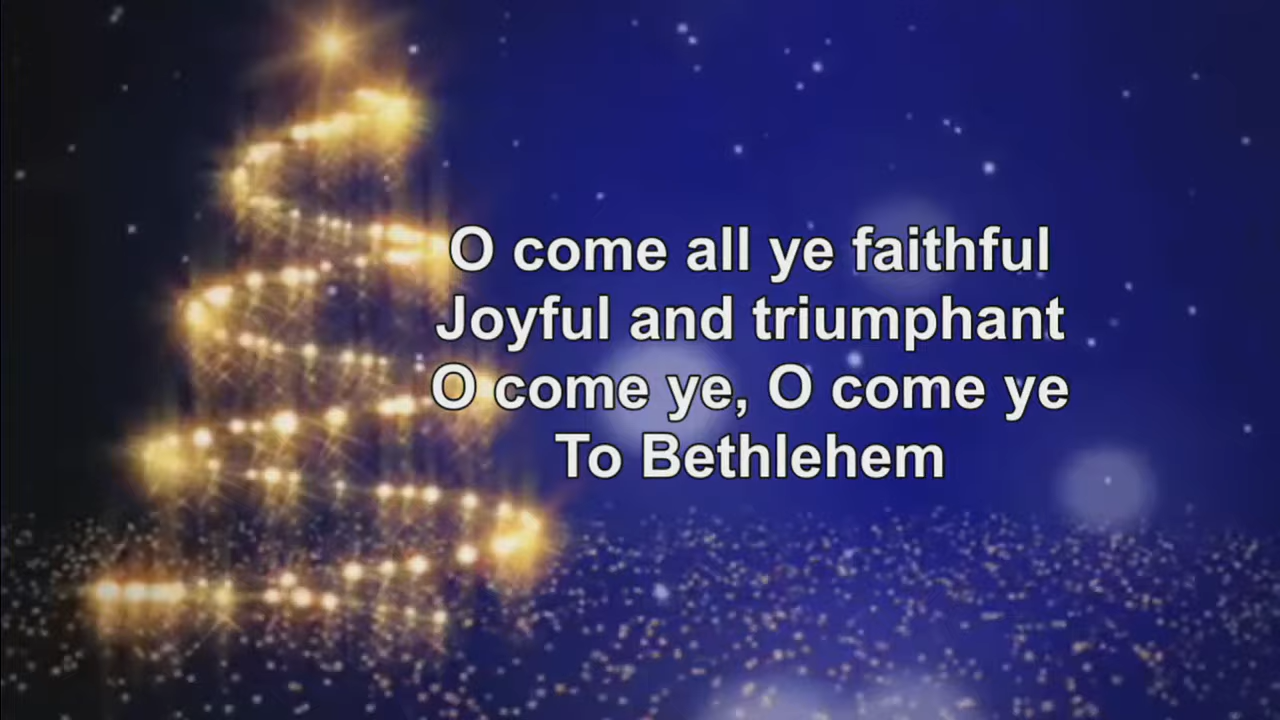 O come all ye faithful
Joyful and triumphant
O come ye, O come ye
To Bethlehem